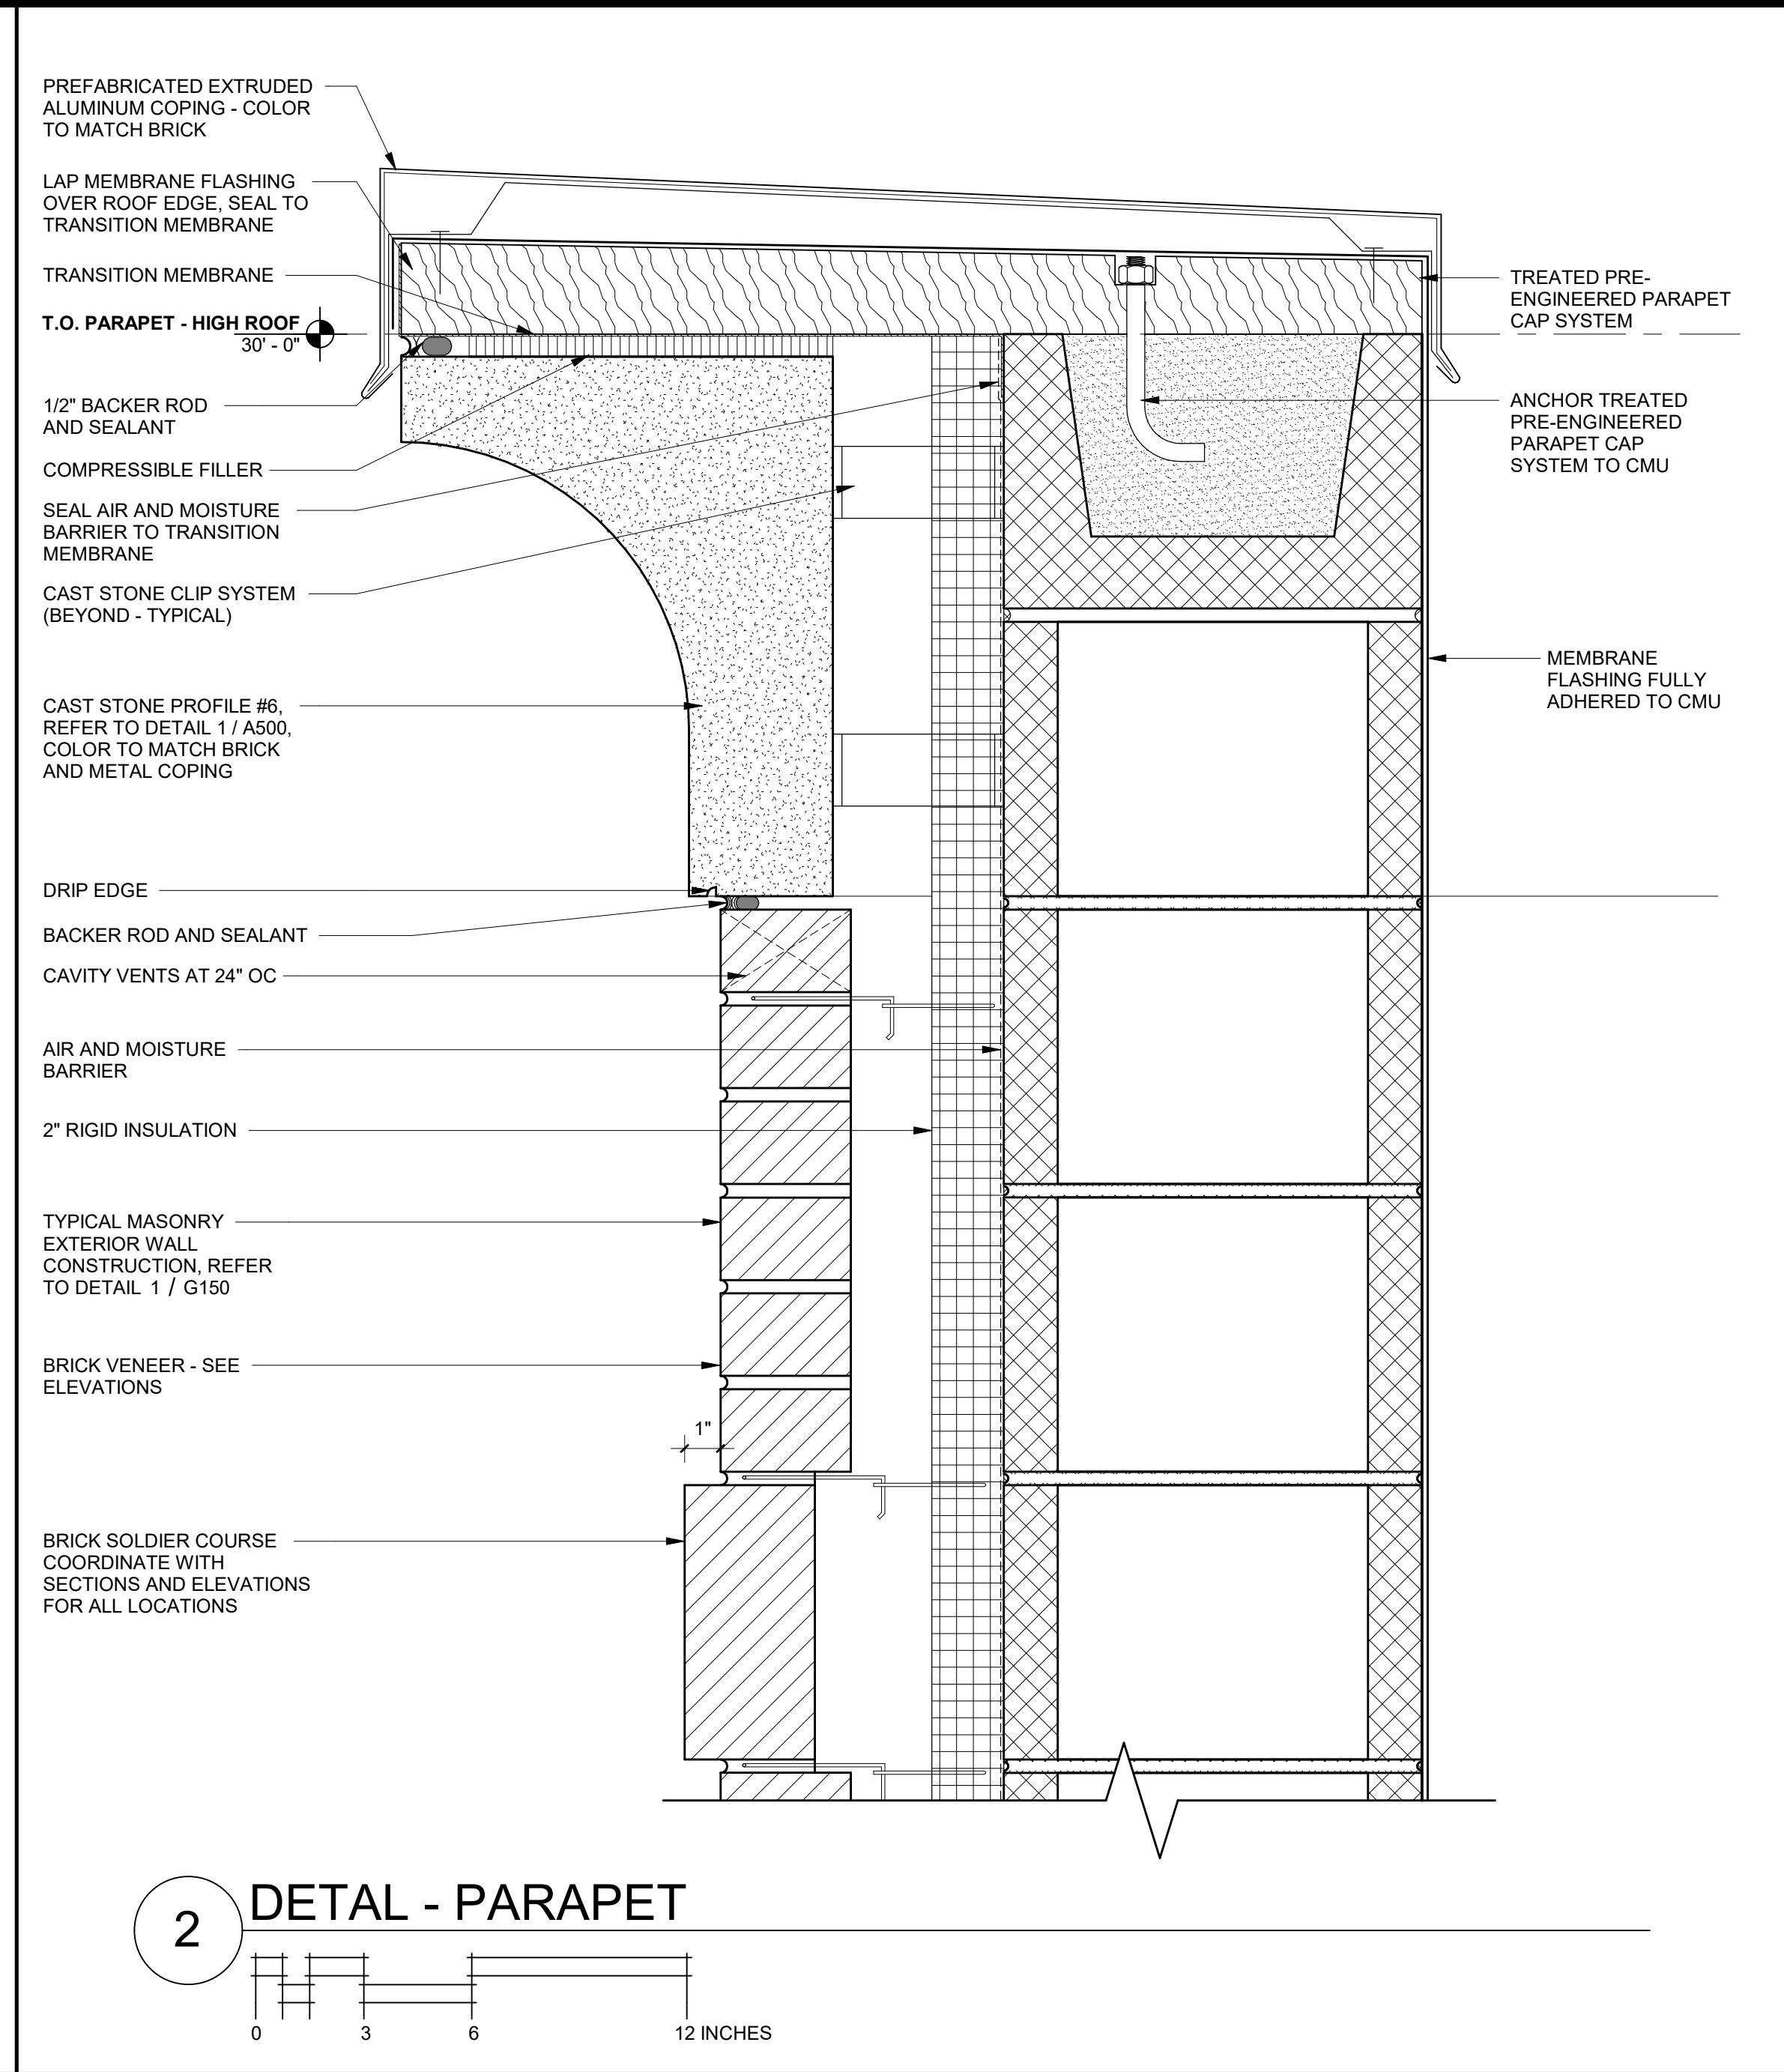 PREFABRICATED EXTRUDED
ALUMINUM COPING - COLOR
TO MATCH BRICK
LAP MEMBRANE FLASHING
OVER ROOF EDGE, SEAL TO
TRANSITION MEMBRANE
TRANSITION MEMBRANE
T.O. PARAPET - HIGH ROOF
30' - 0"
1/2" BACKER ROD
AND SEALANT
COMPRESSIBLE FILLER
SEAL AIR AND MOISTURE
BARRIER TO TRANSITION
MEMBRANE
CAST STONE CLIP SYSTEM
(BEYOND - TYPICAL)
CAST STONE PROFILE #6,
REFER TO DETAIL 1 / A500,
COLOR TO MATCH BRICK
AND METAL COPING
DRIP EDGE
BACKER ROD AND SEALANT
CAVITY VENTS AT 24" OC
AIR AND MOISTURE
BARRIER
2" RIGID INSULATION
TYPICAL MASONRY
EXTERIOR WALL
CONSTRUCTION, REFER
TO DETAIL 1 / G150
BRICK VENEER - SEE
ELEVATIONS
1"
BRICK SOLDIER COURSE
COORDINATE WITH
SECTIONS AND ELEVATIONS
FOR ALL LOCATIONS
TREATED PRE-
ENGINEERED PARAPET
CAP SYSTEM
ANCHOR TREATED
PRE-ENGINEERED
PARAPET CAP
SYSTEM TO CMU
MEMBRANE
FLASHING FULLY
ADHERED TO CMU
2
DETAL - PARAPET
0 3 6 12 INCHES